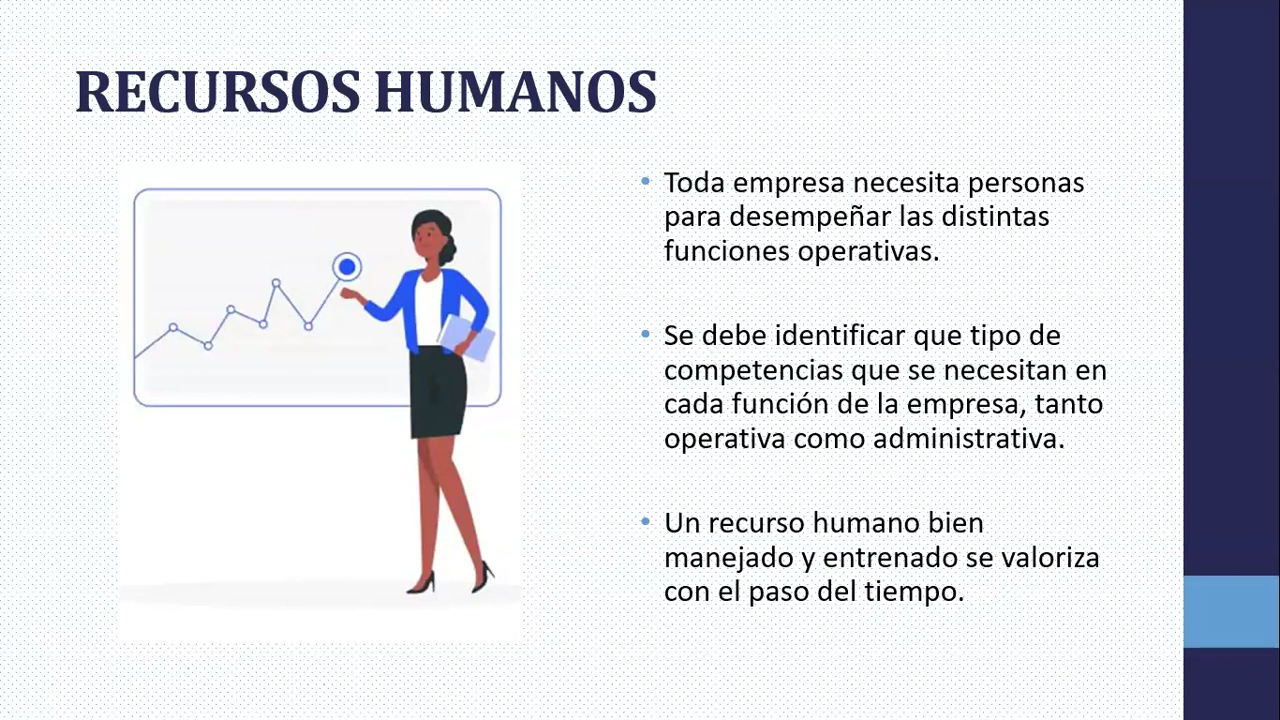 RECURSOS HUMANOS
• Toda empresa necesita personas
para desempeñar las distintas
funciones operativas.
• Se debe identificar que tipo de
competencias que se necesitan en
cada función de la empresa, tanto
operativa como administrativa.
• Un recurso humano bien
manejado y entrenado se valoriza
con el paso del tiempo.